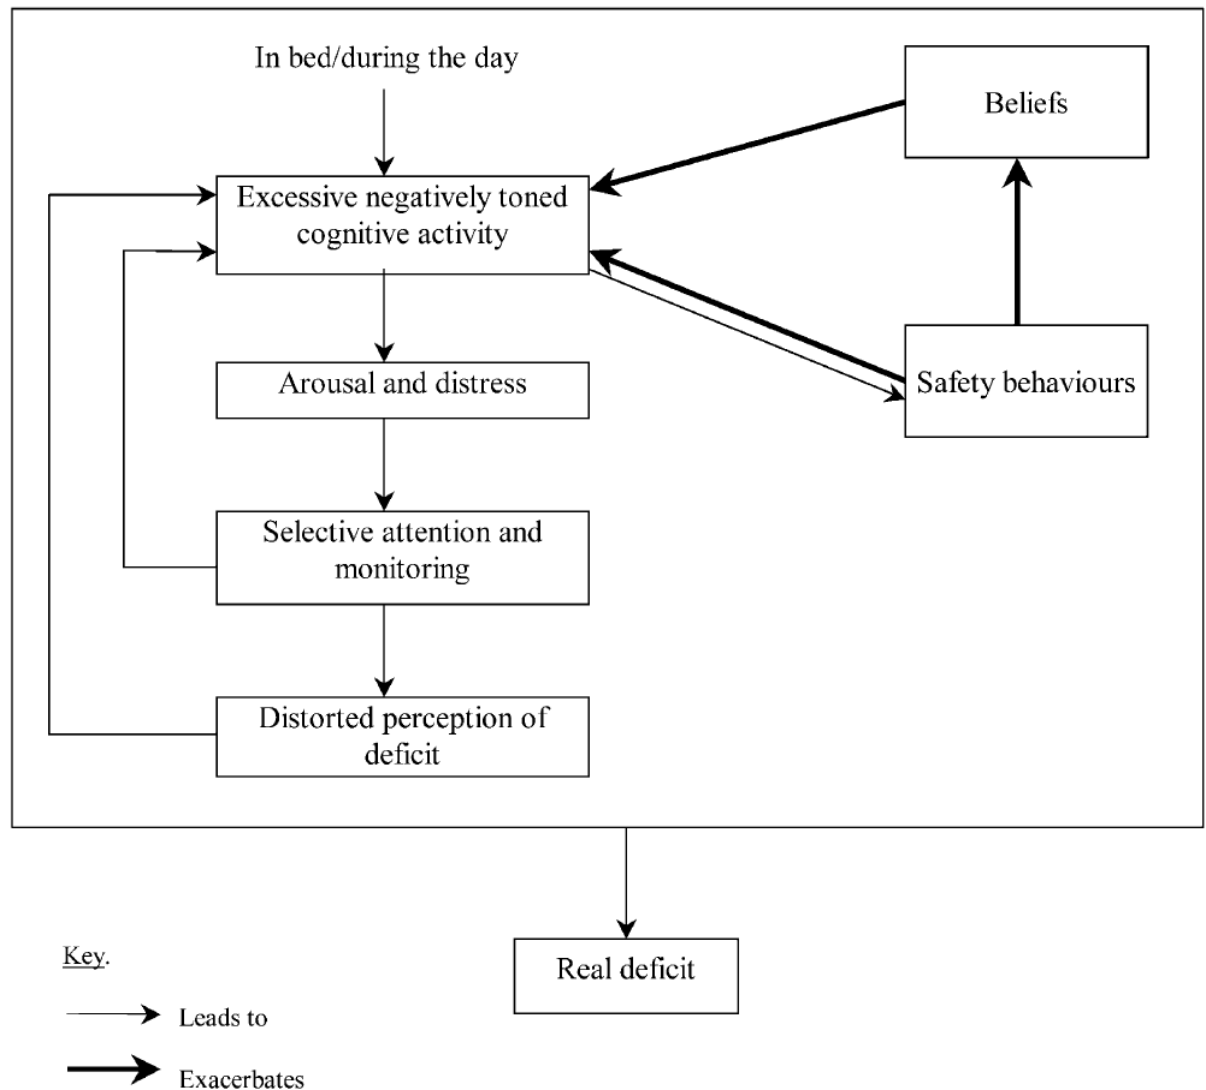 In bed/during the day
Beliefs
Excessive negatively toned
cognitive activity
Arousal and distress
Safety behaviours
Selective attention and
monitoring
Distorted perception of
deficit
Real deficit
Key.
Leads to
Exacerbates